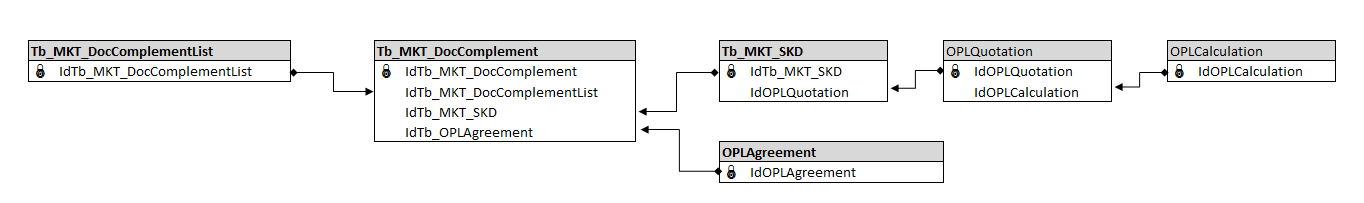 Tb_MKT_DocComplementList
IdTb_MKT_DocComplementList
Tb_MKT_DocComplement
IdTb_MKT_DocComplement
IdTb_MKT_DocComplementList
IdTb_MKT_SKD
IdTb_OPLAgreement
Tb_MKT_SKD
IdTb_MKT_SKD
IdOPLQuotation
OPLQuotation
IdOPLQuotation
IdOPLCalculation
OPLCalculation
IdOPLCalculation
OPLAgreement
IdOPLAgreement